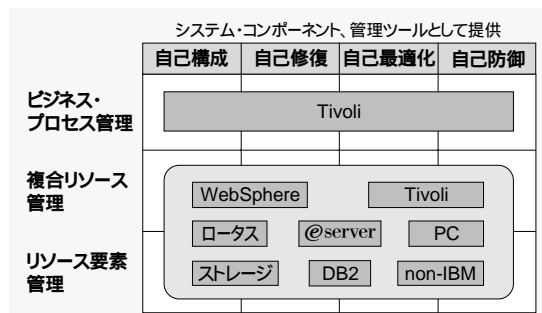 システム・コンポーネント、管理ツールとして提供
自己構成 自己修復 自己最適化 自己防御
ビジネス・
プロセス管理
Tivoli
複合リソース
管理
WebSphere Tivoli
ロータス @server PC
リソース要素
管理
ストレージ DB2 non-IBM